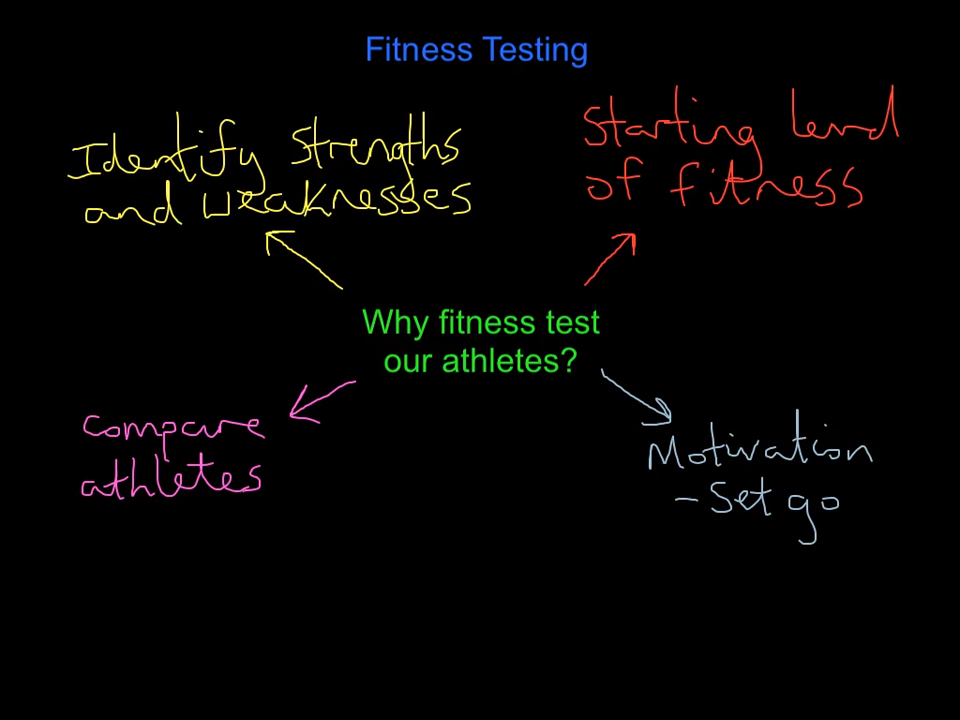 Fitness Testing
Identify strengths
and weaknesses
Starting level
of fitness
Why fitness test
our athletes?
Compare
athletes
Motivation
- Set go